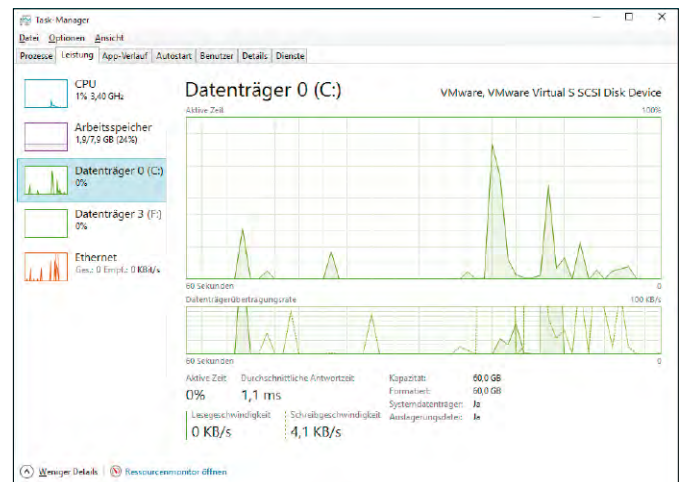 Task-Manager
Datei Optionen Ansicht
Prozesse Leistung App-Verlauf Autostart Benutzer Details Dienste
CPU
1% 3,40 GHz
Arbeitsspeicher
1,9/7,9 GB (24%)
Datenträger 0 (C:)
0%
Datenträger 3 (F:)
0%
Ethernet
Ges.: 0 Empf.: 0 KBit/s
Datenträger 0 (C:)
VMware, VMware Virtual S SCSI Disk Device
Aktive Zeit 100%
60 Sekunden 0
Datenträgerübertragungsrate 100 KB/s
60 Sekunden 0
Aktive Zeit Durchschnittliche Antwortzeit
0% 1,1 ms
Lesegeschwindigkeit Schreibgeschwindigkeit
0 KB/s 4,1 KB/s
Kapazität: 60,0 GB
Formatiert: 60,0 GB
Systemdatenträger: Ja
Auslagerungsdatei: Ja
Weniger Details Ressourcenmonitor öffnen